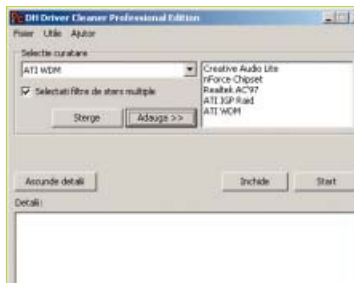 DH Driver Cleaner Professional Edition
Fisier Utile Ajutor
Selectie curatare
ATI WDM
Selectati filtre de sters multiple
Sterge
Adauga >>
Creative Audio Lite
nForce Chipset
Realtek AC'97
ATI IGP Raid
ATI WDM
Ascunde detalii
Inchide
Start
Detalii: